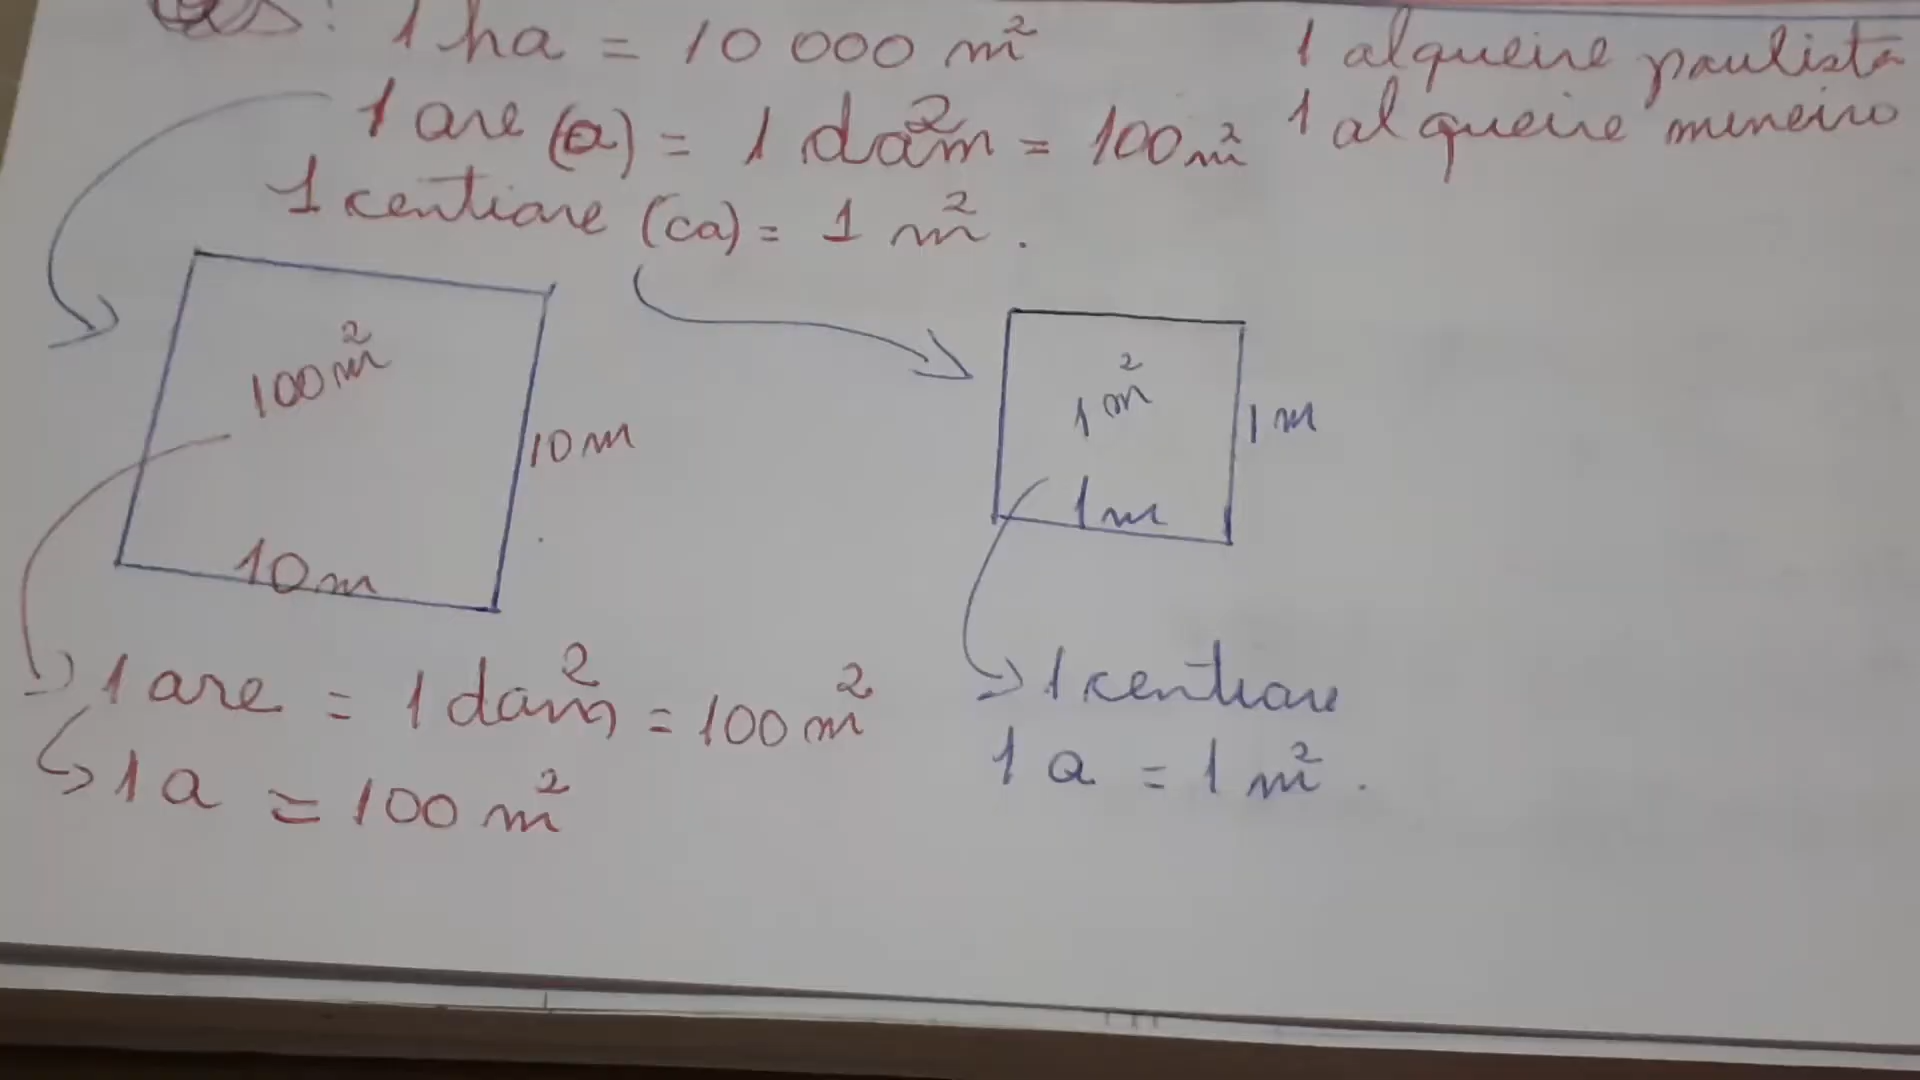 1 ha = 10 000 m²
1 alqueire paulista
1 are (a) = 1 dam² = 100 m²
1 alqueire mineiro
1 centiare (ca) = 1 m².
100 m²
10 m
10 m
1 m²
1 m
1 m
1 are = 1 dam² = 100 m²
1 a = 100 m²
1 centiare
1 a = 1 m².